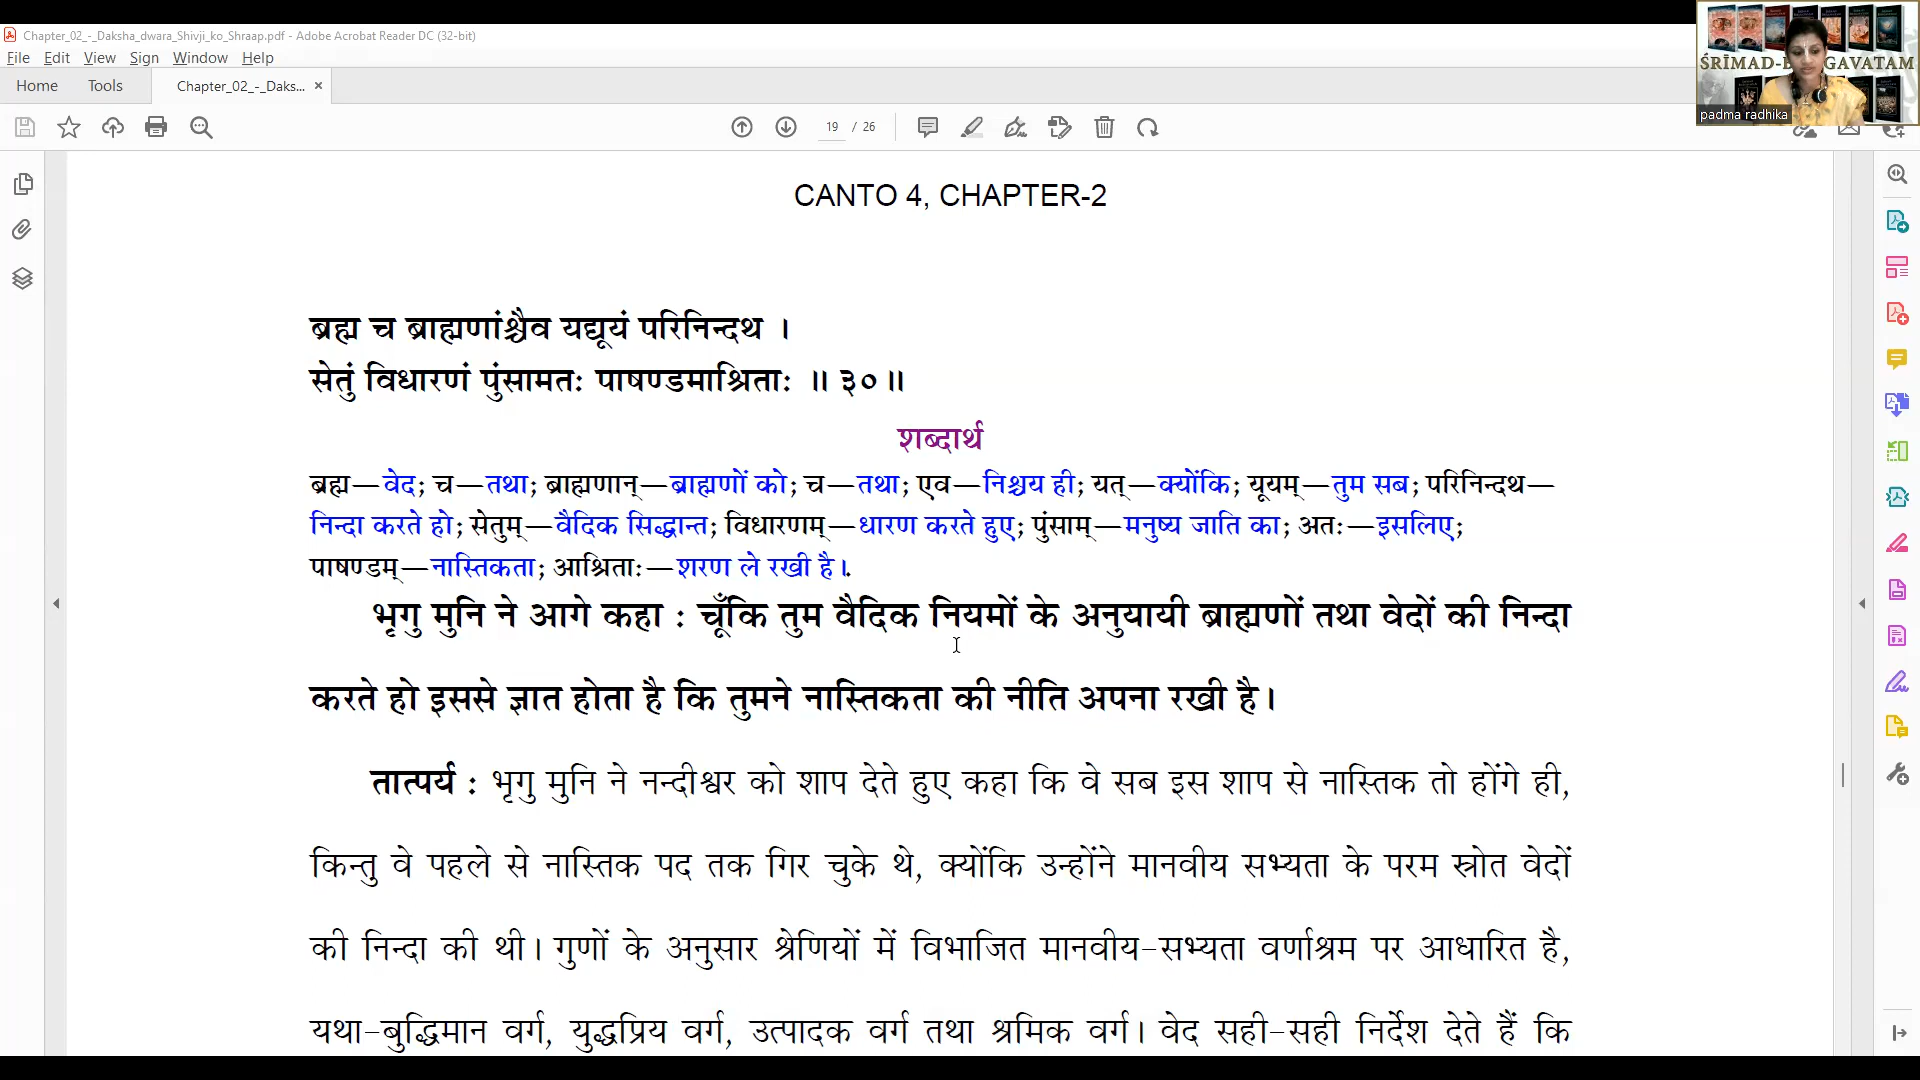 Chapter_02_-_Daksha_dwara_Shivji_ko_Shraap.pdf - Adobe Acrobat Reader DC (32-bit)
File Edit View Sign Window Help
Home Tools Chapter_02_-_Daks... ×
19 / 26
ŚRĪMAD-BHĀGAVATAM
padma radhika
CANTO 4, CHAPTER-2
ब्रह्म च ब्राह्मणांश्चैव यद्यूयं परिनिन्दथ ।
सेतुं विधारणं पुंसामतः पाषण्डमाश्रिताः ॥ ३०॥
शब्दार्थ
ब्रह्म—वेद; च—तथा; ब्राह्मणान्—ब्राह्मणों को; च—तथा; एव—निश्चय ही; यत्—क्योंकि; यूयम्—तुम सब; परिनिन्दथ—
निन्दा करते हो; सेतुम्—वैदिक सिद्धान्त; विधारणम्—धारण करते हुए; पुंसाम्—मनुष्य जाति का; अतः—इसलिए;
पाषण्डम्—नास्तिकता; आश्रिताः—शरण ले रखी है।.
भृगु मुनि ने आगे कहा : चूँकि तुम वैदिक नियमों के अनुयायी ब्राह्मणों तथा वेदों की निन्दा
करते हो इससे ज्ञात होता है कि तुमने नास्तिकता की नीति अपना रखी है।
तात्पर्य : भृगु मुनि ने नन्दीश्वर को शाप देते हुए कहा कि वे सब इस शाप से नास्तिक तो होंगे ही,
किन्तु वे पहले से नास्तिक पद तक गिर चुके थे, क्योंकि उन्होंने मानवीय सभ्यता के परम स्रोत वेदों
की निन्दा की थी। गुणों के अनुसार श्रेणियों में विभाजित मानवीय-सभ्यता वर्णाश्रम पर आधारित है,
यथा-बुद्धिमान वर्ग, युद्धप्रिय वर्ग, उत्पादक वर्ग तथा श्रमिक वर्ग। वेद सही-सही निर्देश देते हैं कि